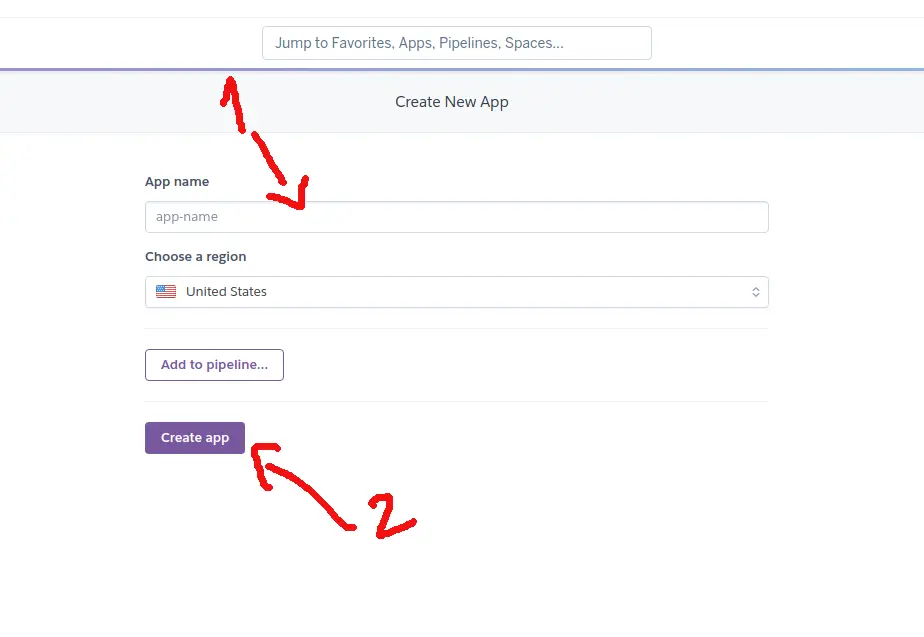 Jump to Favorites, Apps, Pipelines, Spaces...
1
Create New App
App name
app-name
Choose a region
United States
Add to pipeline...
Create app
2